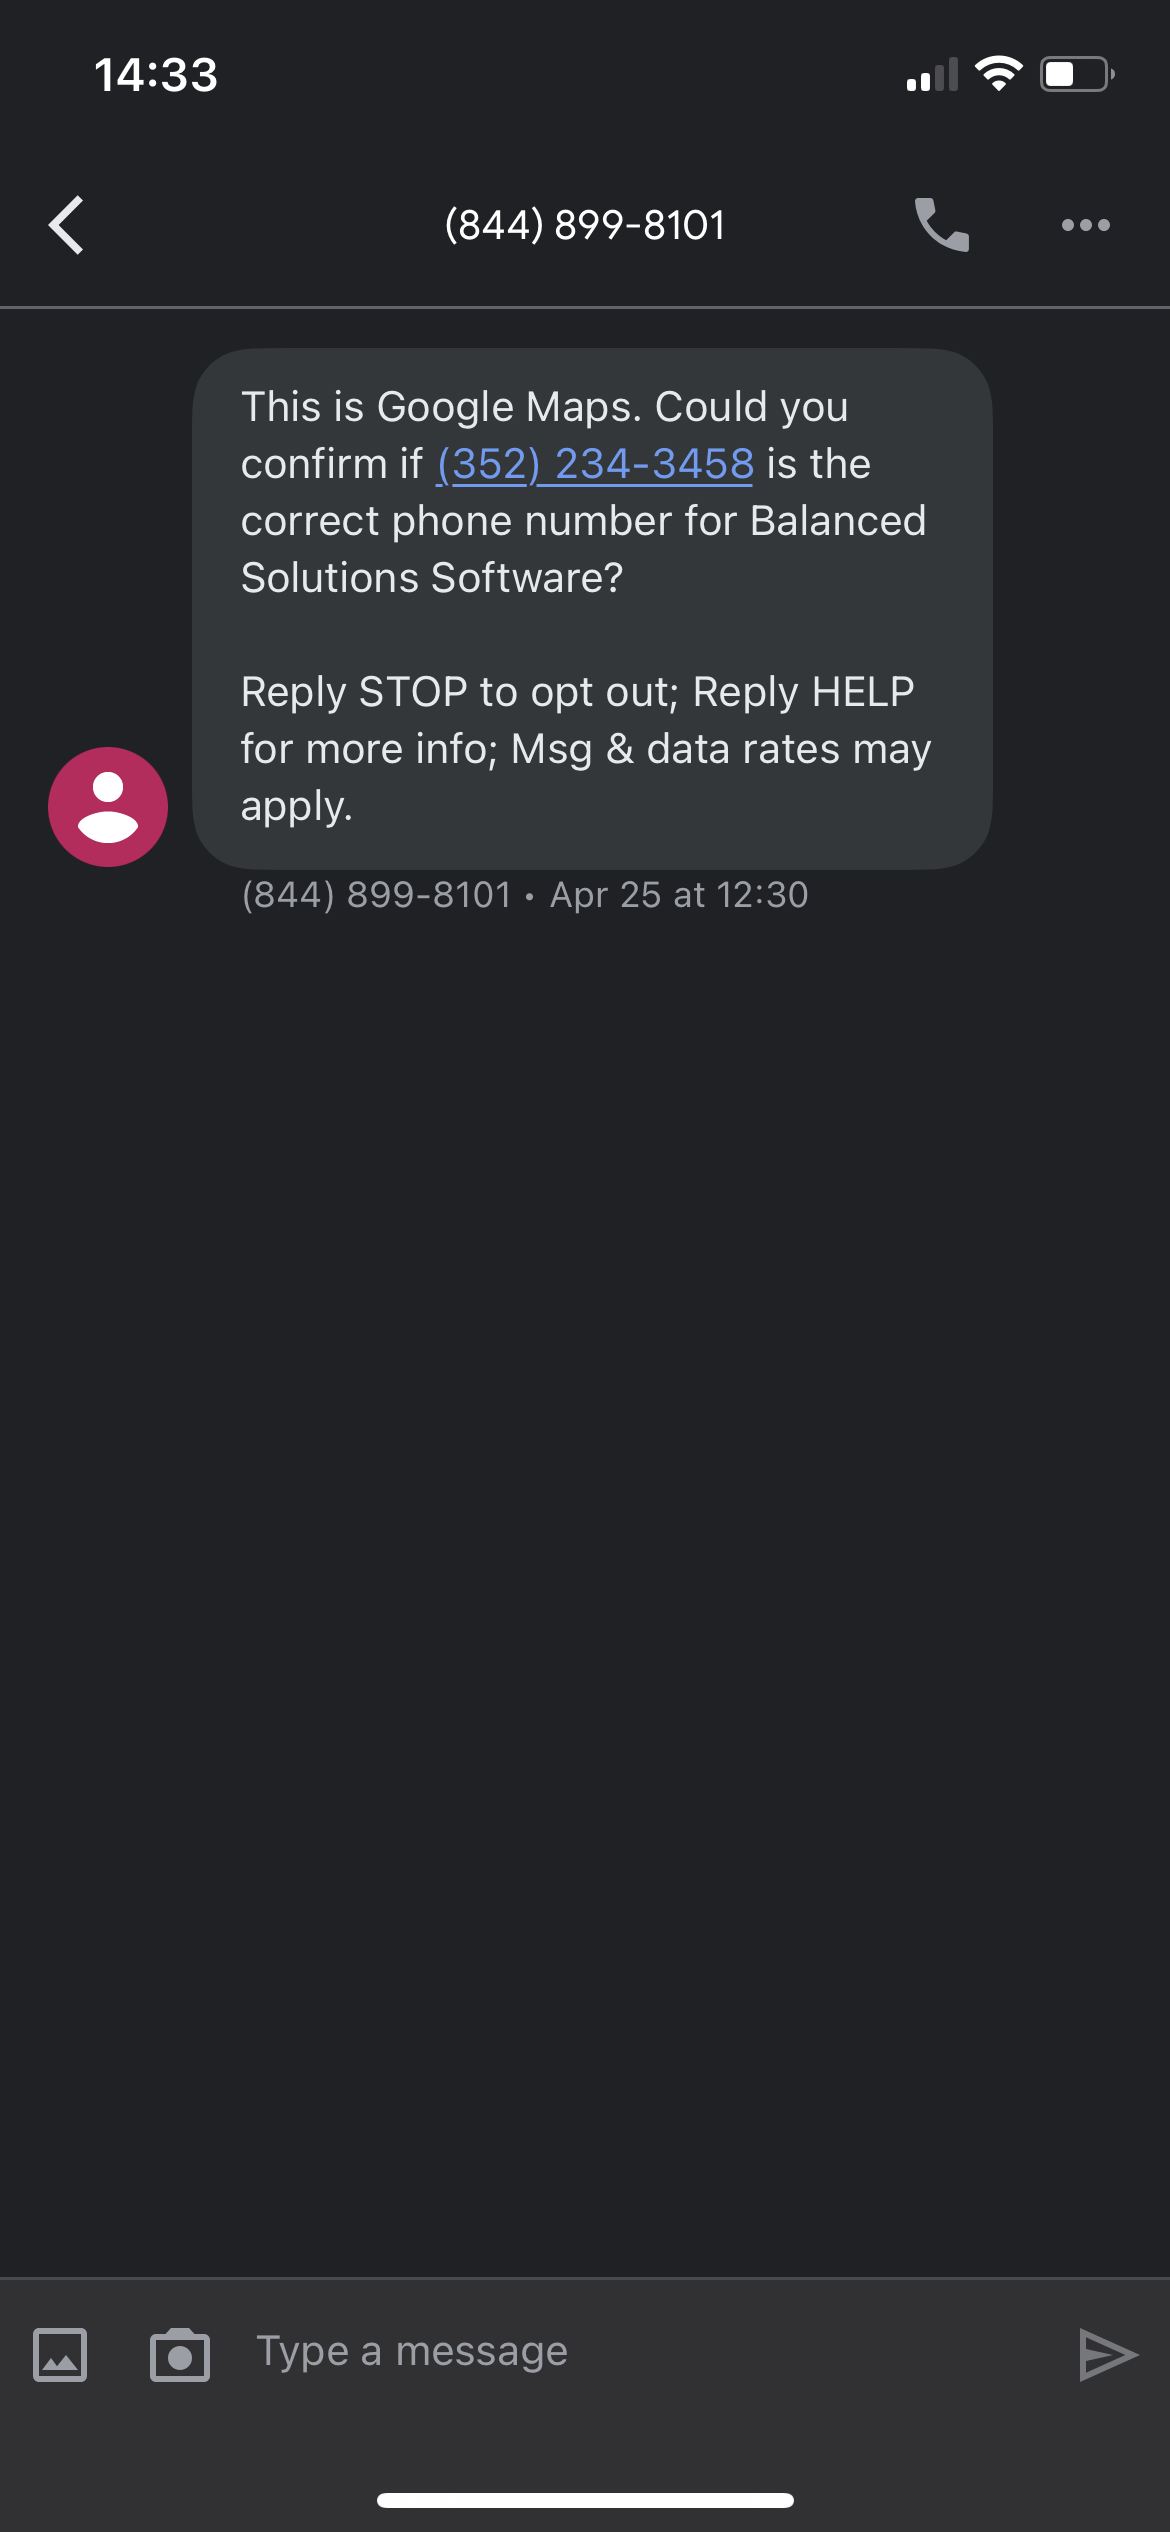 14:33
(844) 899-8101
This is Google Maps. Could you
confirm if (352) 234-3458 is the
correct phone number for Balanced
Solutions Software?
Reply STOP to opt out; Reply HELP
for more info; Msg & data rates may
apply.
(844) 899-8101 • Apr 25 at 12:30
Type a message